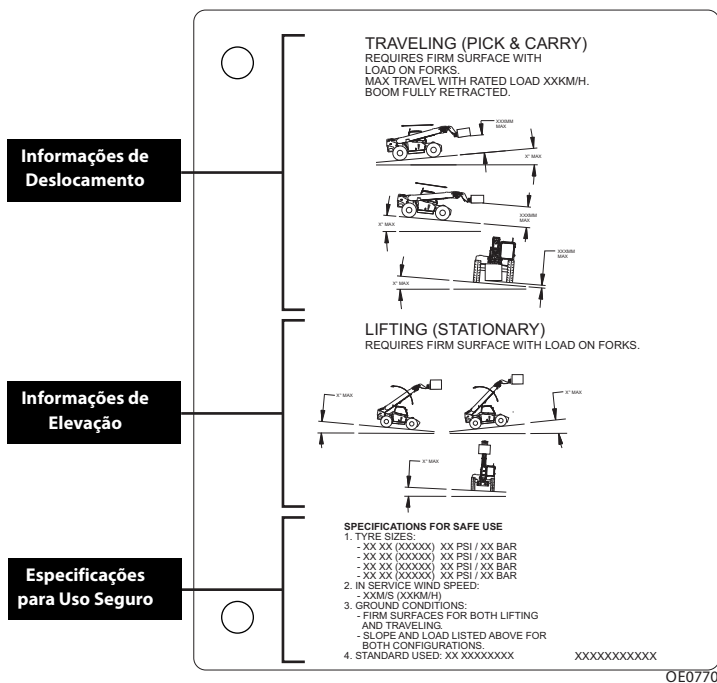 TRAVELING (PICK & CARRY)
REQUIRES FIRM SURFACE WITH
LOAD ON FORKS.
MAX TRAVEL WITH RATED LOAD XXKM/H.
BOOM FULLY RETRACTED.
XXXMM
MAX
X° MAX
Informações de
Deslocamento
X° MAX
XXXMM
MAX
XXXMM
MAX
X° MAX
LIFTING (STATIONARY)
REQUIRES FIRM SURFACE WITH LOAD ON FORKS.
Informações de
Elevação
X° MAX
X° MAX
X° MAX
Especificações
para Uso Seguro
SPECIFICATIONS FOR SAFE USE
1. TYRE SIZES:
- XX XX (XXXXX) XX PSI / XX BAR
- XX XX (XXXXX) XX PSI / XX BAR
- XX XX (XXXXX) XX PSI / XX BAR
- XX XX (XXXXX) XX PSI / XX BAR
2. IN SERVICE WIND SPEED:
- XXM/S (XXKM/H)
3. GROUND CONDITIONS:
- FIRM SURFACES FOR BOTH LIFTING
AND TRAVELING.
- SLOPE AND LOAD LISTED ABOVE FOR
BOTH CONFIGURATIONS.
4. STANDARD USED: XX XXXXXXXX XXXXXXXXXXX
OE0770